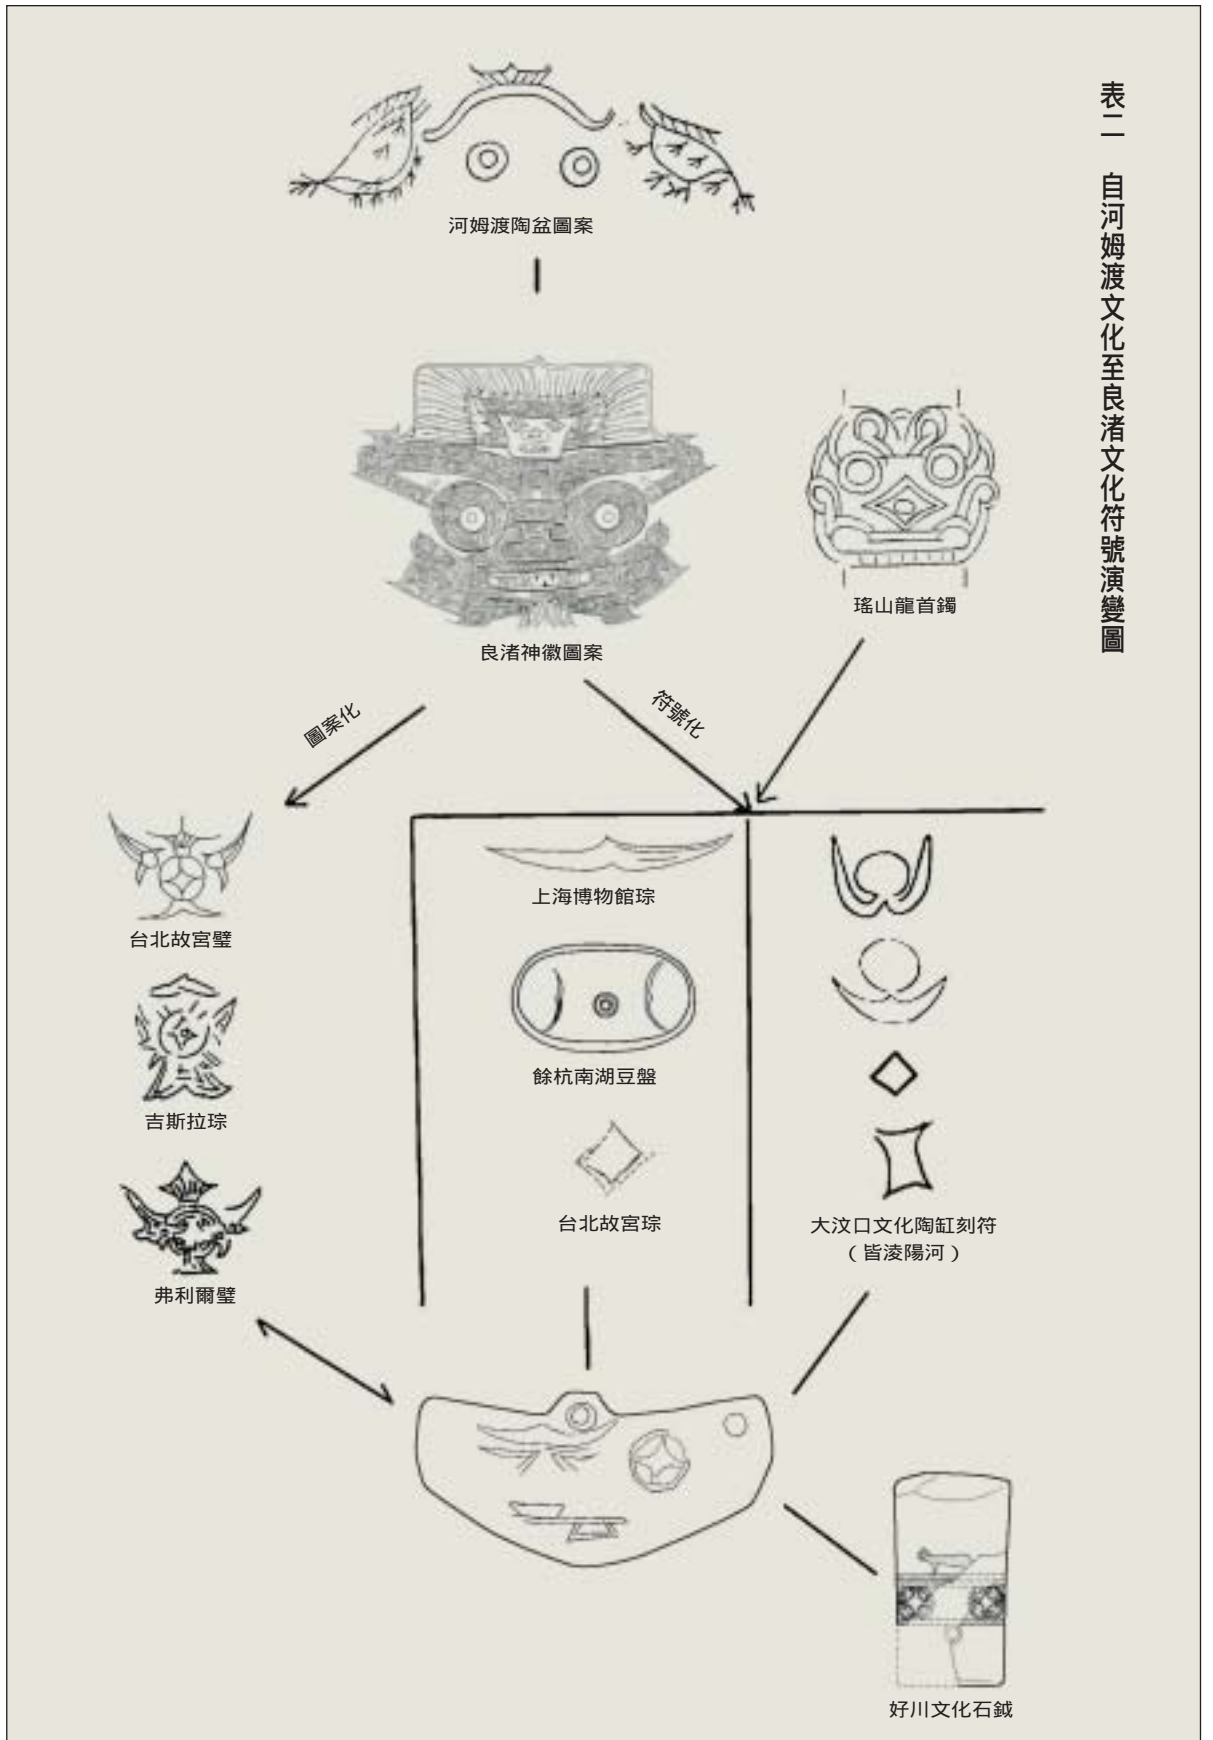 表二 自河姆渡文化至良渚文化符號演變圖
河姆渡陶盆圖案
良渚神徽圖案
瑤山龍首鐲
圖案化
符號化
台北故宮璧
吉斯拉琮
弗利爾璧
上海博物館琮
餘杭南湖豆盤
台北故宮琮
大汶口文化陶缸刻符
（皆淩陽河）
好川文化石鉞